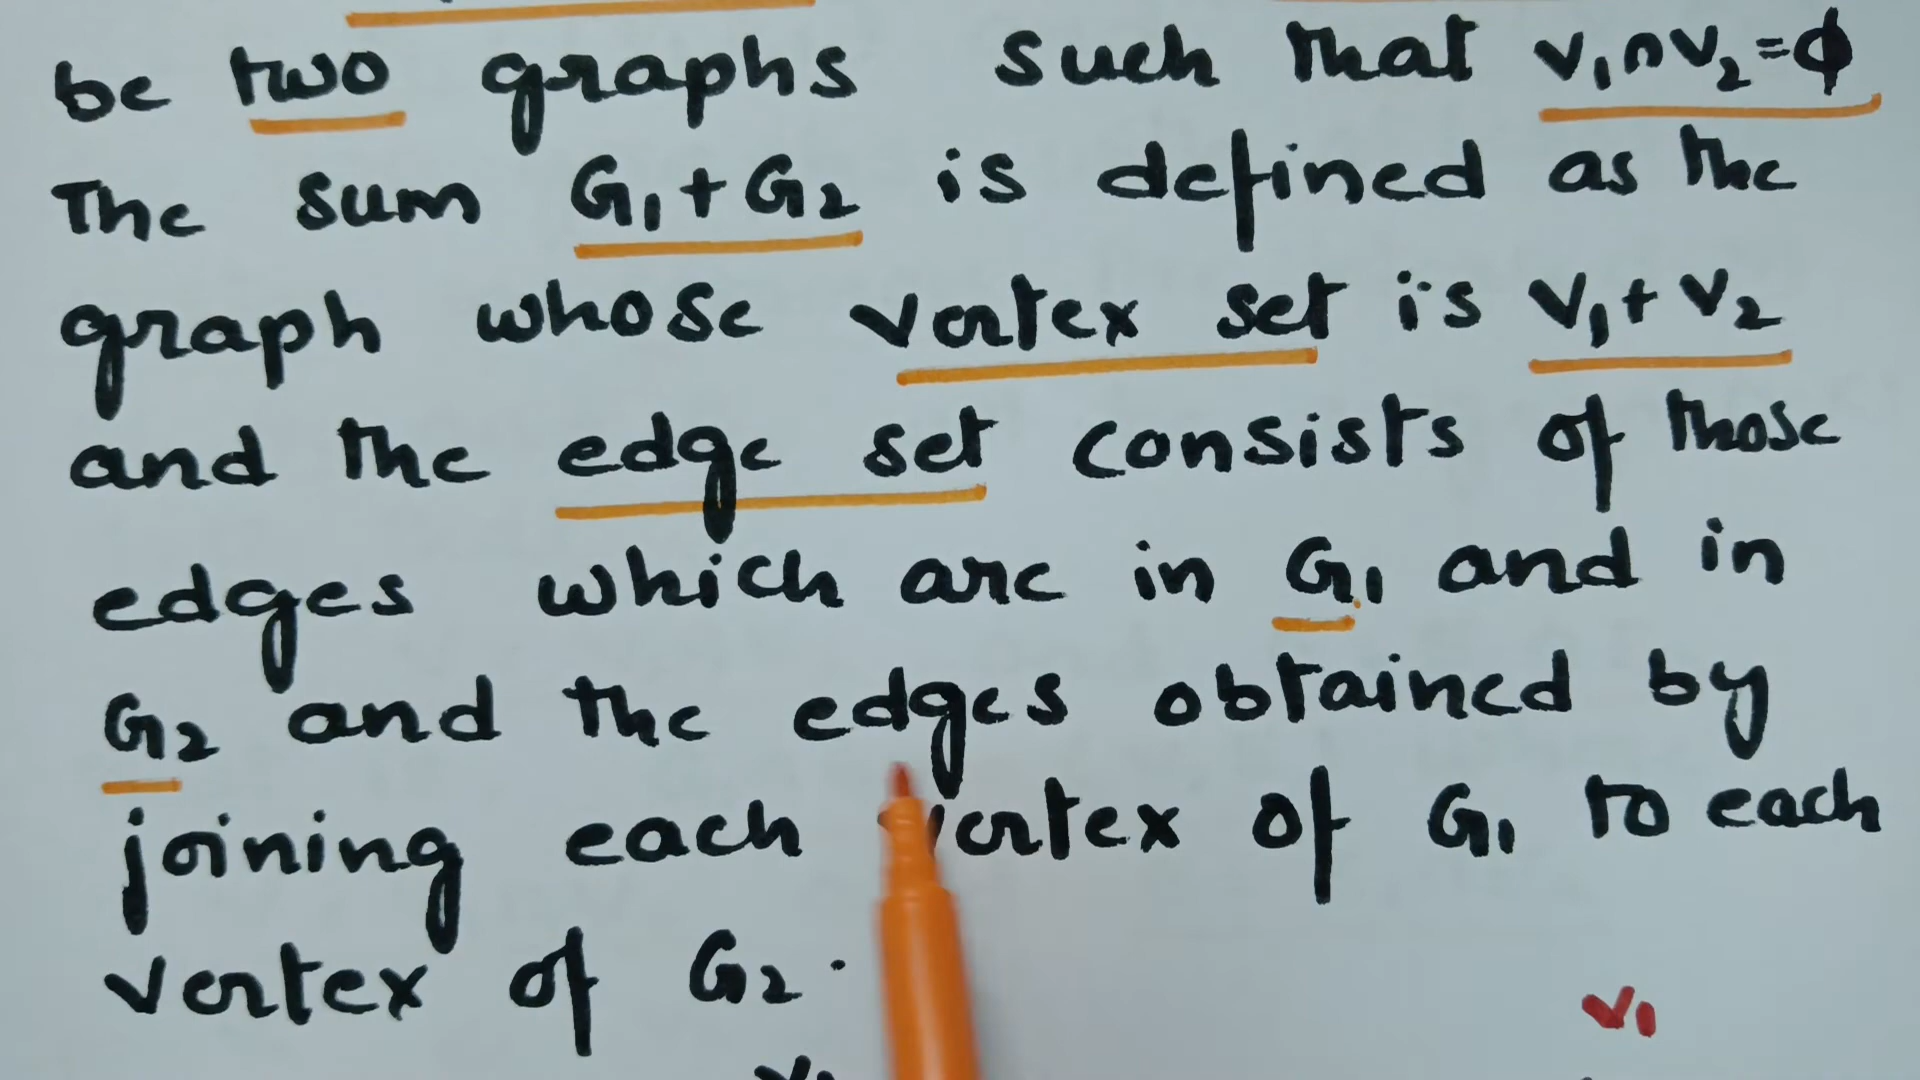 be two graphs such that V₁∩V₂=ϕ
The sum G₁+G₂ is defined as the
graph whose vertex set is V₁+V₂
and the edge set consists of those
edges which are in G₁ and in
G₂ and the edges obtained by
joining each vertex of G₁ to each
vertex of G₂.
V₁